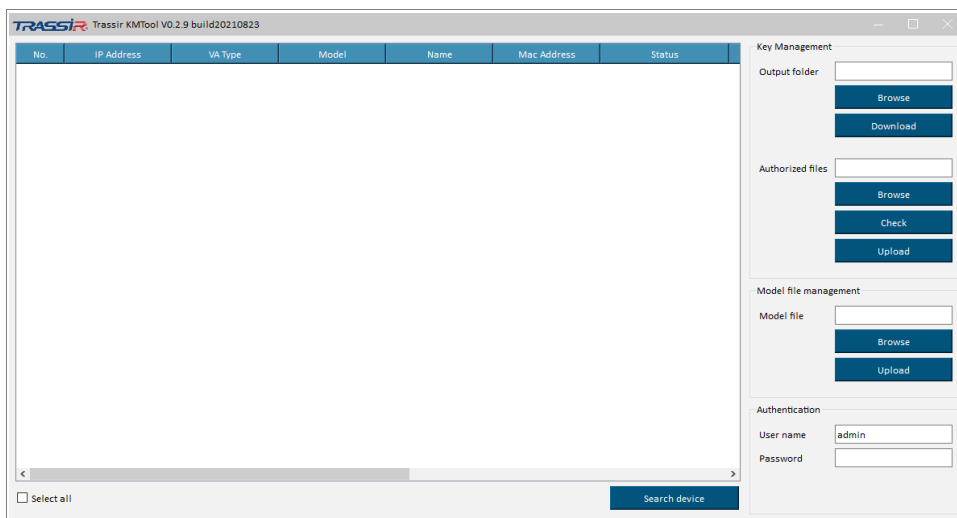 TRASSIR Trassir KMTool V0.2.9 build20210823
No. IP Address VA Type Model Name Mac Address Status
Key Management
Output folder
Browse
Download
Authorized files
Browse
Check
Upload
Model file management
Model file
Browse
Upload
Authentication
User name admin
Password
Select all
Search device